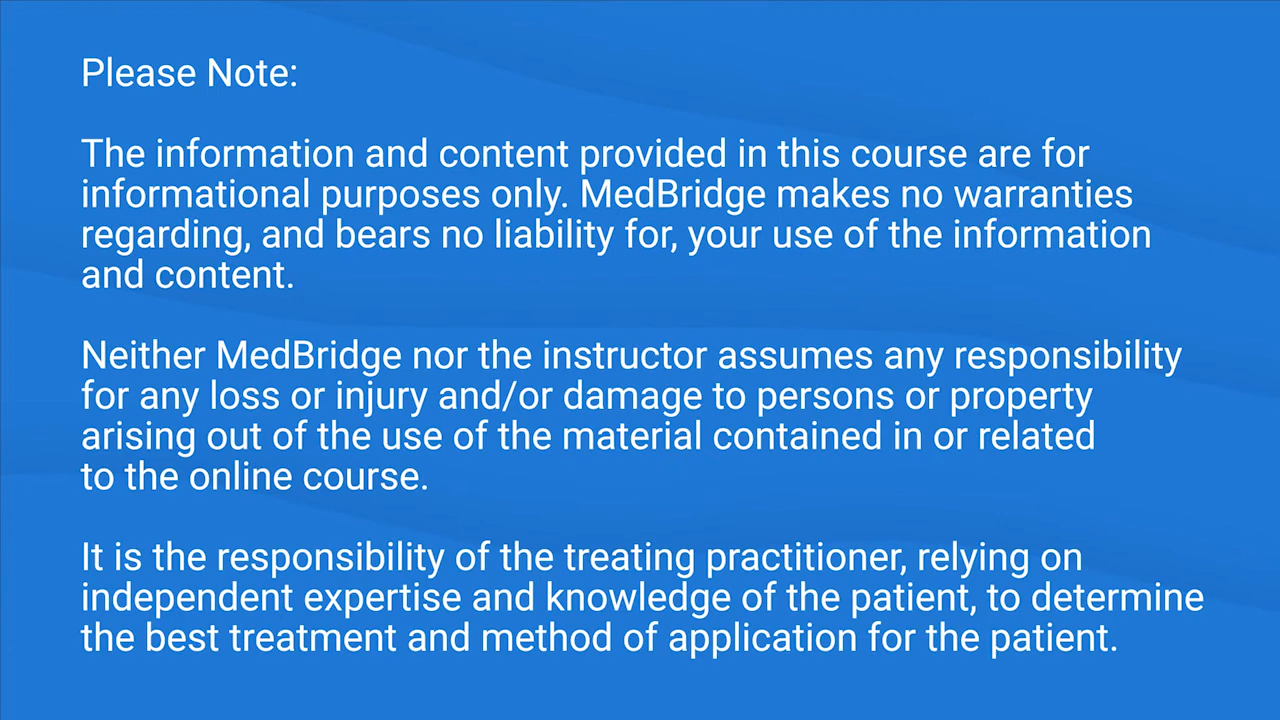 Please Note:
The information and content provided in this course are for
informational purposes only. MedBridge makes no warranties
regarding, and bears no liability for, your use of the information
and content.
Neither MedBridge nor the instructor assumes any responsibility
for any loss or injury and/or damage to persons or property
arising out of the use of the material contained in or related
to the online course.
It is the responsibility of the treating practitioner, relying on
independent expertise and knowledge of the patient, to determine
the best treatment and method of application for the patient.